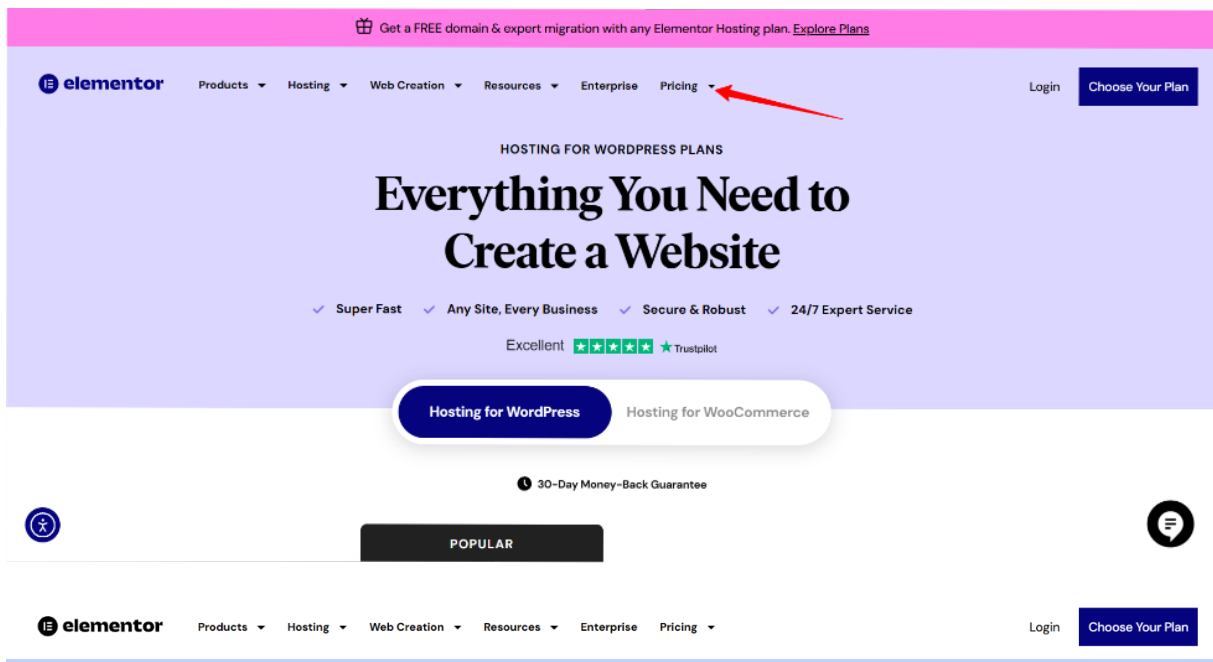 Get a FREE domain & expert migration with any Elementor Hosting plan. Explore Plans
elementor Products Hosting Web Creation Resources Enterprise Pricing Login Choose Your Plan
HOSTING FOR WORDPRESS PLANS
Everything You Need to
Create a Website
Super Fast Any Site, Every Business Secure & Robust 24/7 Expert Service
Excellent Trustpilot
Hosting for WordPress Hosting for WooCommerce
30-Day Money-Back Guarantee
POPULAR
elementor Products Hosting Web Creation Resources Enterprise Pricing Login Choose Your Plan